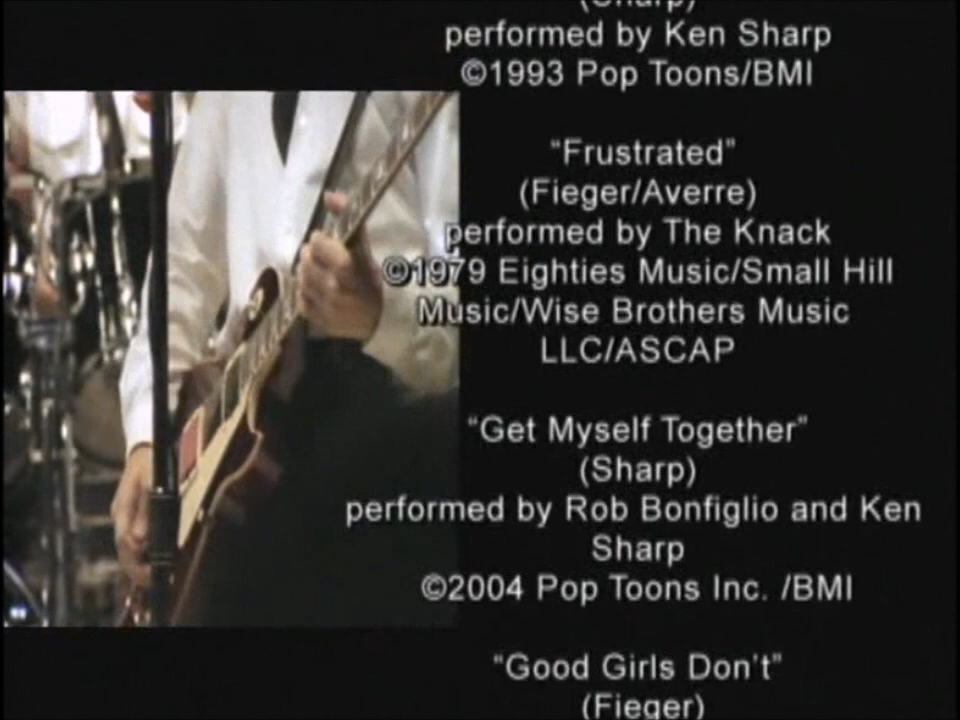 (Sharp)
performed by Ken Sharp
©1993 Pop Toons/BMI
“Frustrated”
(Fieger/Averre)
performed by The Knack
©1979 Eighties Music/Small Hill
Music/Wise Brothers Music
LLC/ASCAP
“Get Myself Together”
(Sharp)
performed by Rob Bonfiglio and Ken
Sharp
©2004 Pop Toons Inc. /BMI
“Good Girls Don’t”
(Fieger)